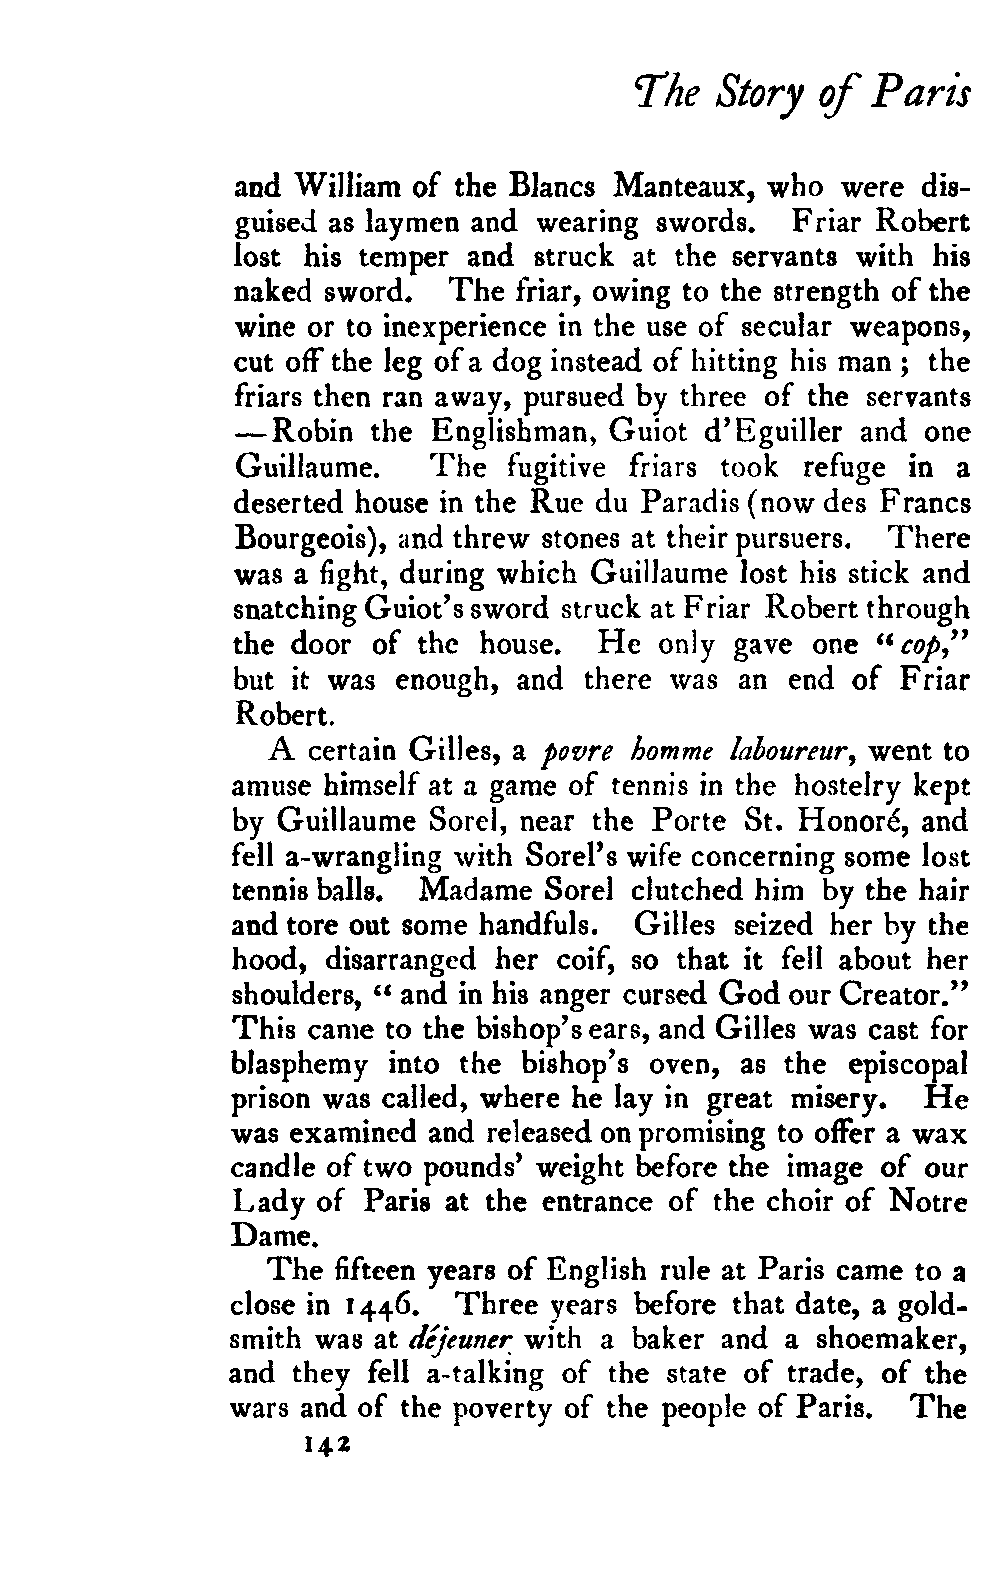 The Story of Paris
and William of the Blancs Manteaux, who were dis-
guised as laymen and wearing swords. Friar Robert
lost his temper and struck at the servants with his
naked sword. The friar, owing to the strength of the
wine or to inexperience in the use of secular weapons,
cut off the leg of a dog instead of hitting his man ; the
friars then ran away, pursued by three of the servants
—Robin the Englishman, Guiot d'Eguiller and one
Guillaume. The fugitive friars took refuge in a
deserted house in the Rue du Paradis (now des Francs
Bourgeois), and threw stones at their pursuers. There
was a fight, during which Guillaume lost his stick and
snatching Guiot's sword struck at Friar Robert through
the door of the house. He only gave one “cop,”
but it was enough, and there was an end of Friar
Robert.
A certain Gilles, a povre homme laboureur, went to
amuse himself at a game of tennis in the hostelry kept
by Guillaume Sorel, near the Porte St. Honoré, and
fell a-wrangling with Sorel's wife concerning some lost
tennis balls. Madame Sorel clutched him by the hair
and tore out some handfuls. Gilles seized her by the
hood, disarranged her coif, so that it fell about her
shoulders, “ and in his anger cursed God our Creator.”
This came to the bishop's ears, and Gilles was cast for
blasphemy into the bishop's oven, as the episcopal
prison was called, where he lay in great misery. He
was examined and released on promising to offer a wax
candle of two pounds' weight before the image of our
Lady of Paris at the entrance of the choir of Notre
Dame.
The fifteen years of English rule at Paris came to a
close in 1446. Three years before that date, a gold-
smith was at déjeuner with a baker and a shoemaker,
and they fell a-talking of the state of trade, of the
wars and of the poverty of the people of Paris. The
142